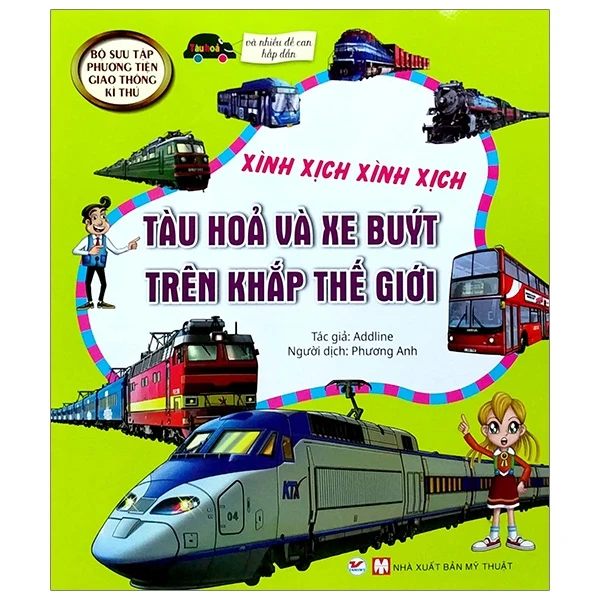 BỘ SƯU TẬP
PHƯƠNG TIỆN
GIAO THÔNG
KÌ THÚ
Tàu hoả
và nhiều đề can
hấp dẫn
XÌNH XỊCH XÌNH XỊCH
TÀU HOẢ VÀ XE BUÝT
TRÊN KHẮP THẾ GIỚI
Tác giả: Addline
Người dịch: Phương Anh
KTX
04
NHÀ XUẤT BẢN MỸ THUẬT